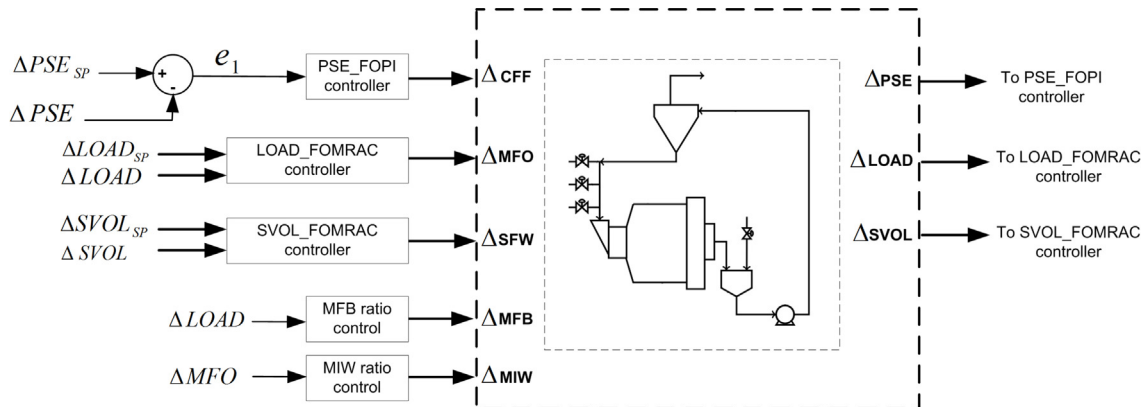 ΔPSE_SP
+
-
ΔPSE
e_1
PSE_FOPI
controller
ΔCFF
ΔLOAD_SP
ΔLOAD
LOAD_FOMRAC
controller
ΔMFO
ΔSVOL_SP
ΔSVOL
SVOL_FOMRAC
controller
ΔSFW
ΔLOAD
MFB ratio
control
ΔMFB
ΔMFO
MIW ratio
control
ΔMIW
ΔPSE
To PSE_FOPI
controller
ΔLOAD
To LOAD_FOMRAC
controller
ΔSVOL
To SVOL_FOMRAC
controller